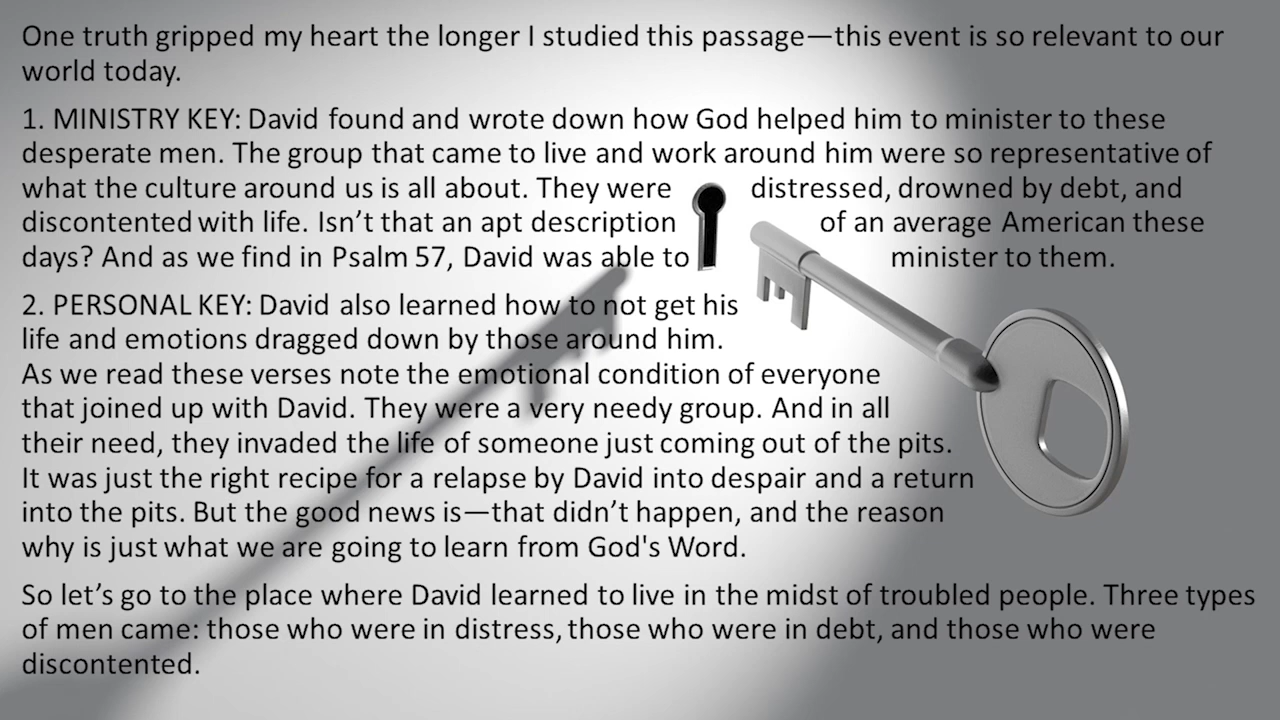 One truth gripped my heart the longer I studied this passage—this event is so relevant to our
world today.
1. MINISTRY KEY: David found and wrote down how God helped him to minister to these
desperate men. The group that came to live and work around him were so representative of
what the culture around us is all about. They were distressed, drowned by debt, and
discontented with life. Isn’t that an apt description of an average American these
days? And as we find in Psalm 57, David was able to minister to them.
2. PERSONAL KEY: David also learned how to not get his
life and emotions dragged down by those around him.
As we read these verses note the emotional condition of everyone
that joined up with David. They were a very needy group. And in all
their need, they invaded the life of someone just coming out of the pits.
It was just the right recipe for a relapse by David into despair and a return
into the pits. But the good news is—that didn’t happen, and the reason
why is just what we are going to learn from God's Word.
So let’s go to the place where David learned to live in the midst of troubled people. Three types
of men came: those who were in distress, those who were in debt, and those who were
discontented.